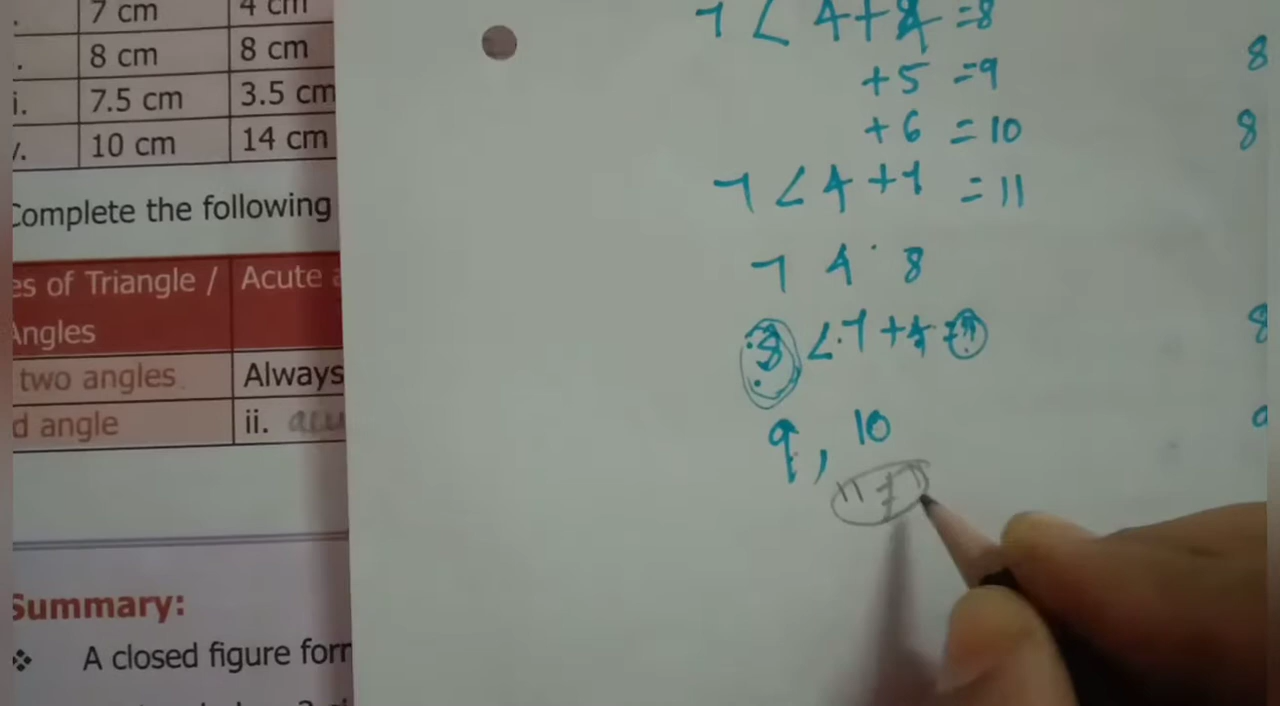 . 7 cm 4 cm
. 8 cm 8 cm
i. 7.5 cm 3.5 cm
v. 10 cm 14 cm
Complete the following
es of Triangle / Acute
Angles
two angles. Always
d angle ii. acu
Summary:
❖ A closed figure for
7 < 4+4 =8
+5 =9
+6 =10
7 < 4+7 =11
7 4 8
8 < 7+4 = 11
9, 10
11 ≠ 11
8
8
8